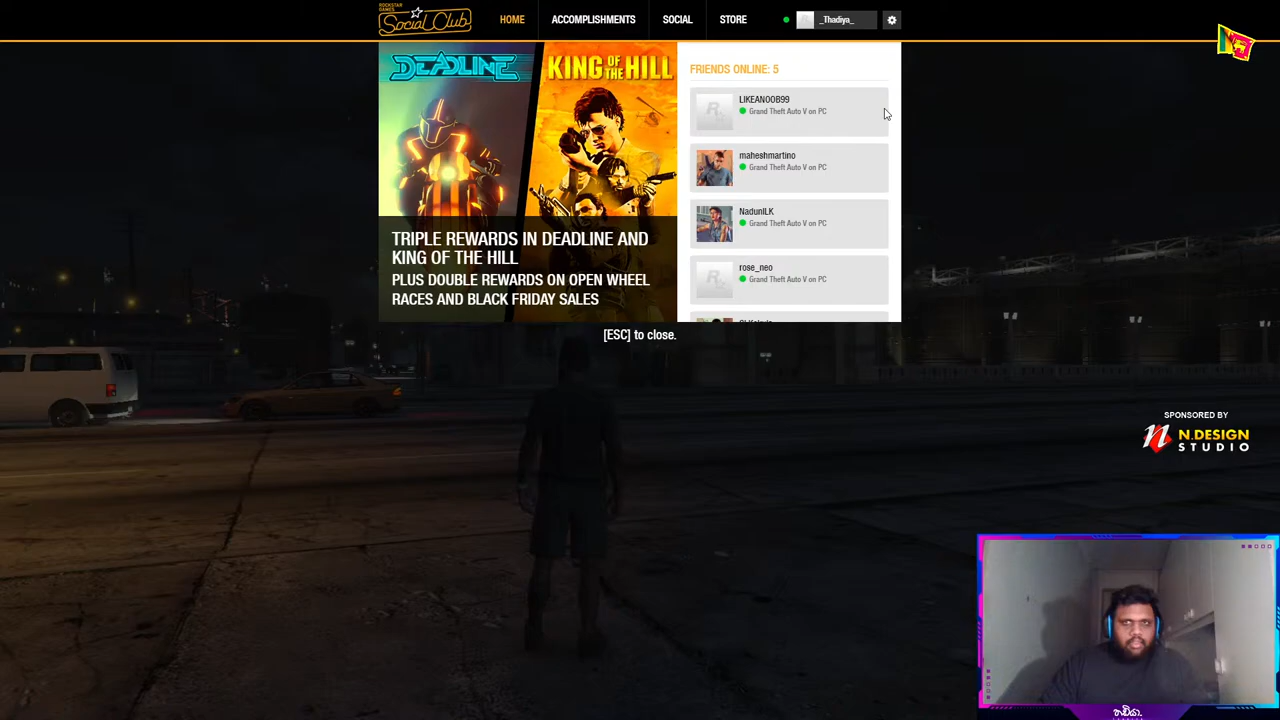 ROCKSTAR GAMES
Social Club
HOME
ACCOMPLISHMENTS
SOCIAL
STORE
_Thadiya_
DEADLINE
KING OF THE HILL
TRIPLE REWARDS IN DEADLINE AND
KING OF THE HILL
PLUS DOUBLE REWARDS ON OPEN WHEEL
RACES AND BLACK FRIDAY SALES
FRIENDS ONLINE: 5
LIKEANOOB99
Grand Theft Auto V on PC
maheshmartino
Grand Theft Auto V on PC
NadunILK
Grand Theft Auto V on PC
rose_neo
Grand Theft Auto V on PC
[ESC] to close.
SPONSORED BY
N.DESIGN
STUDIO
තඩියා.